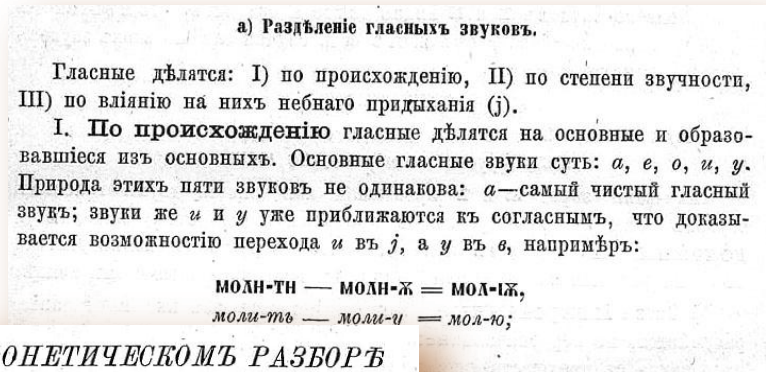 а) Раздѣленіе гласныхъ звуковъ.
Гласные дѣлятся: I) по происхожденію, II) по степени звучности,
III) по вліянію на нихъ небнаго придыханія (j).
I. По происхожденію гласные дѣлятся на основные и образо-
вавшіеся изъ основныхъ. Основные гласные звуки суть: а, е, о, и, у.
Природа этихъ пяти звуковъ не одинакова: а—самый чистый гласный
звукъ; звуки же и и у уже приближаются къ согласнымъ, что доказы-
вается возможностію перехода и въ j, а у въ в, напримѣръ:
МОЛИ-ТИ — МОЛИ-Ѫ = МОЛ-ІѪ,
моли-ть — моли-у = мол-ю;
ОНЕТИЧЕСКОМЪ РАЗБОРѢ